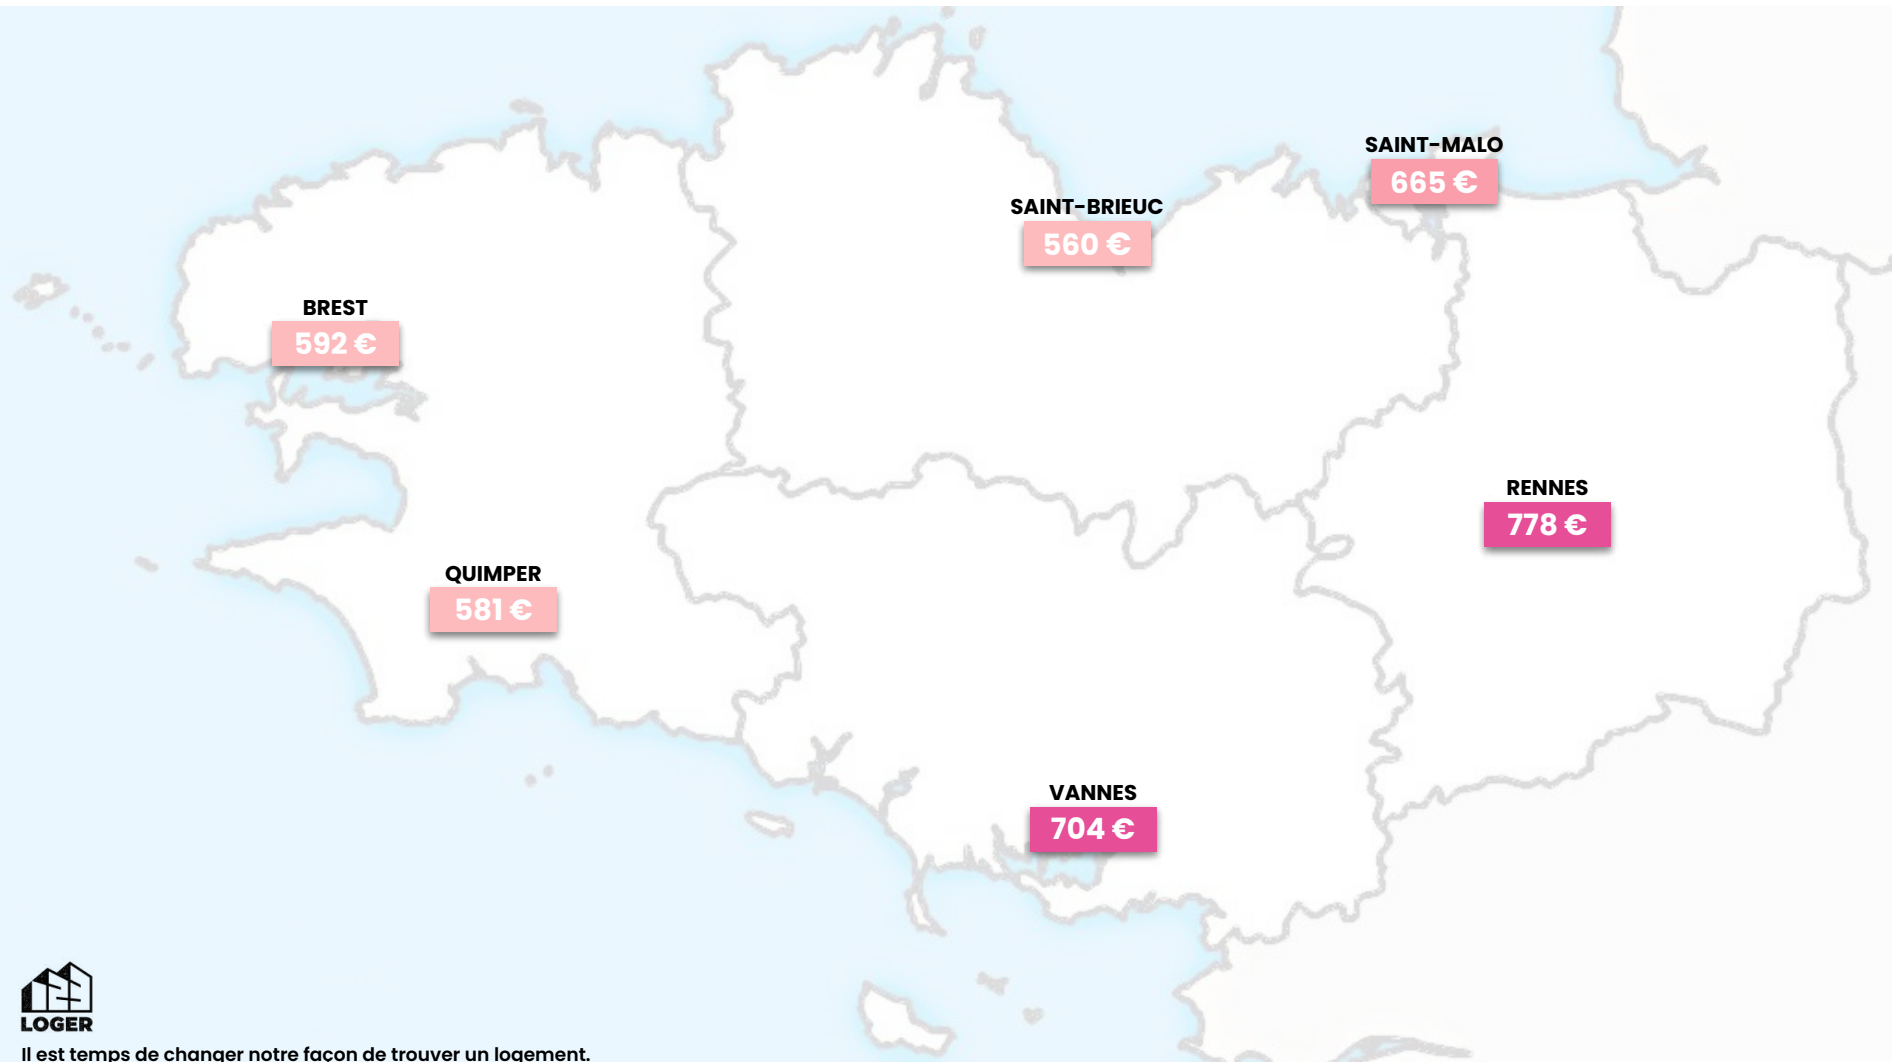 SAINT-MALO
665 €
SAINT-BRIEUC
560 €
BREST
592 €
RENNES
778 €
QUIMPER
581 €
VANNES
704 €
123
LOGER
Il est temps de changer notre façon de trouver un logement.